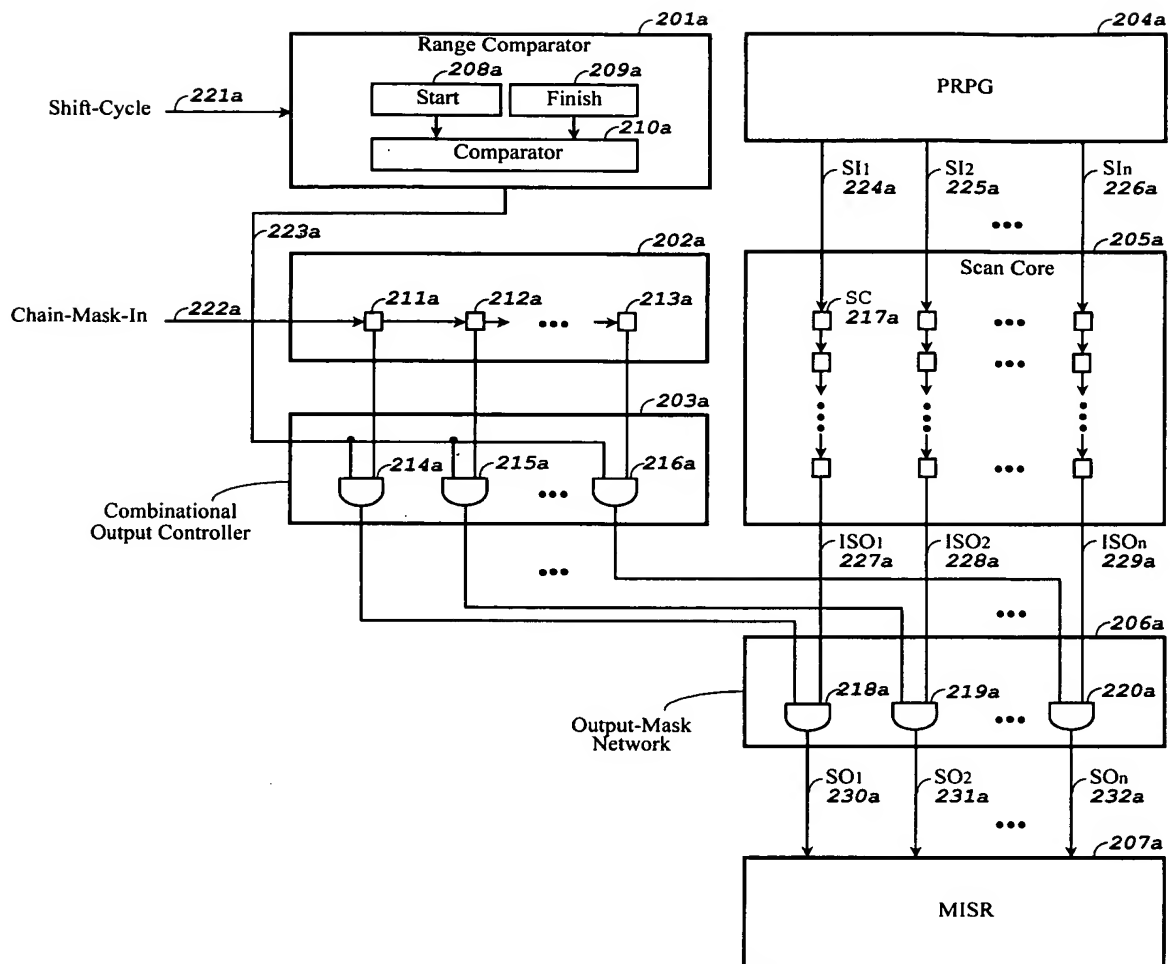 201a
Range Comparator
208a
209a
Start
Finish
210a
Comparator
Shift-Cycle
221a
223a
202a
Chain-Mask-In
222a
211a
212a
213a
203a
214a
215a
216a
Combinational
Output Controller
204a
PRPG
SI1
224a
SI2
225a
SIn
226a
205a
Scan Core
SC
217a
ISO1
227a
ISO2
228a
ISOn
229a
206a
218a
219a
220a
Output-Mask
Network
SO1
230a
SO2
231a
SOn
232a
207a
MISR